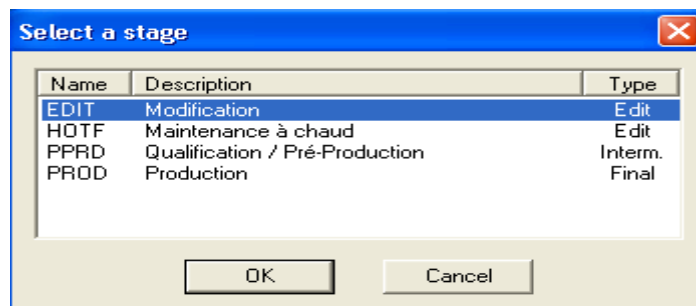 Select a stage
Name Description Type
EDIT Modification Edit
HOTF Maintenance à chaud Edit
PPRD Qualification / Pré-Production Interm.
PROD Production Final
OK Cancel